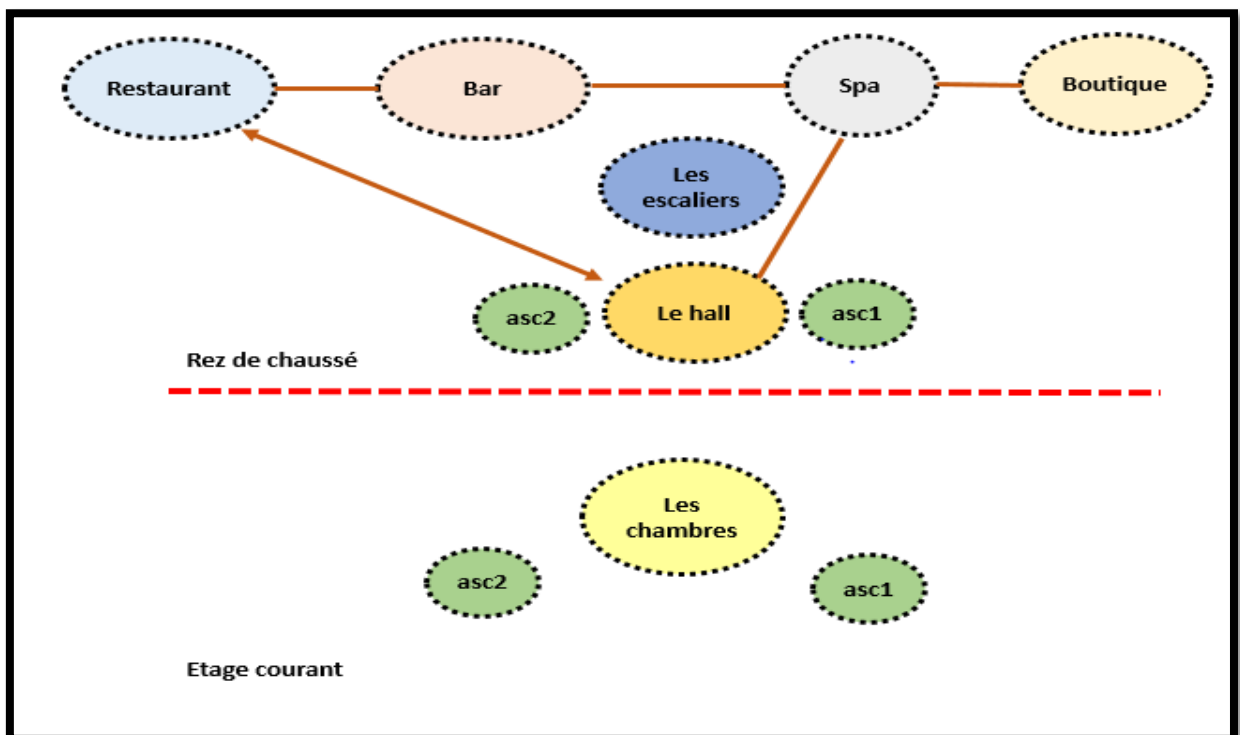 Restaurant
Bar
Spa
Boutique
Les
escaliers
asc2
Le hall
asc1
Rez de chaussé
Les
chambres
asc2
asc1
Etage courant